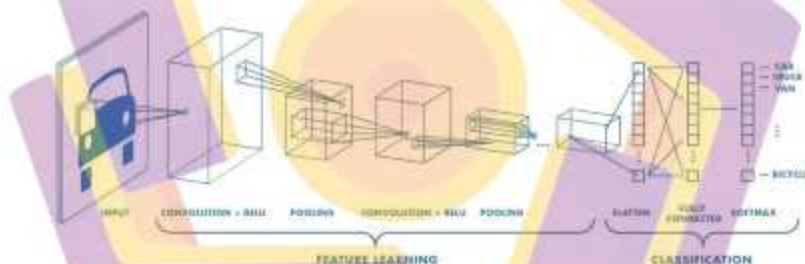 CAR
TRUCK
VAN
BICYCLE
INPUT CONVOLUTION + RELU POOLING CONVOLUTION + RELU POOLING FLATTEN FULLY CONNECTED SOFTMAX
FEATURE LEARNING CLASSIFICATION